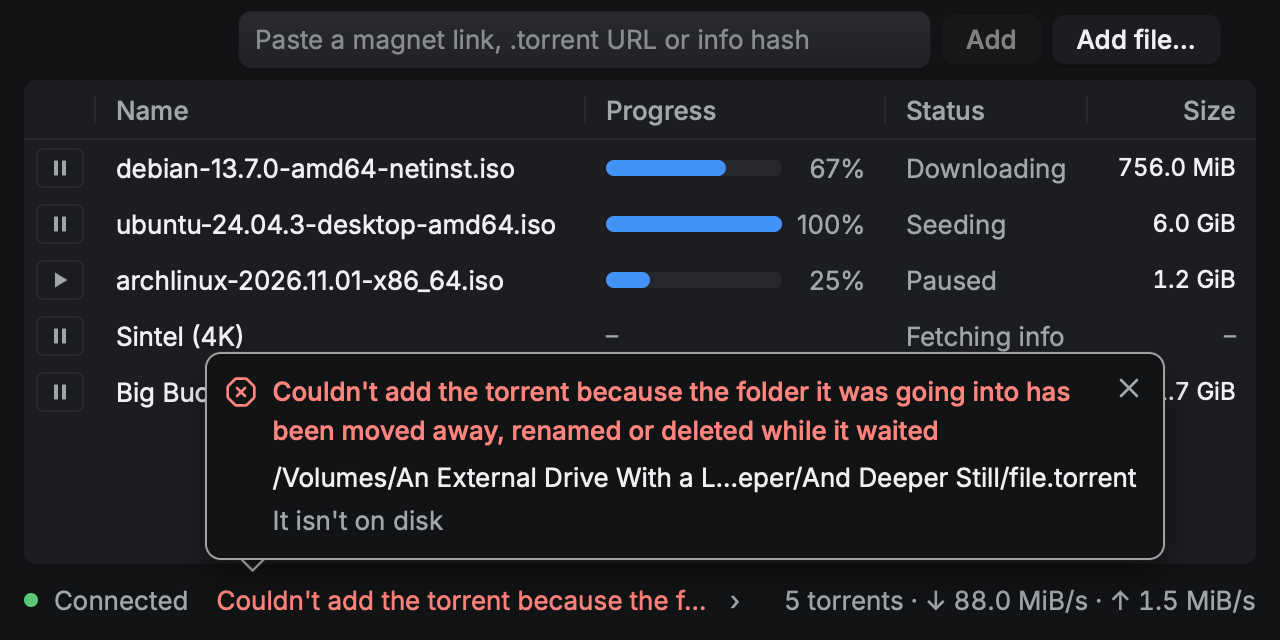 Paste a magnet link, .torrent URL or info hash
Add
Add file...
Name Progress Status Size
debian-13.7.0-amd64-netinst.iso 67% Downloading 756.0 MiB
ubuntu-24.04.3-desktop-amd64.iso 100% Seeding 6.0 GiB
archlinux-2026.11.01-x86_64.iso 25% Paused 1.2 GiB
Sintel (4K) – Fetching info –
Big .7 GiB
Couldn't add the torrent because the folder it was going into has
been moved away, renamed or deleted while it waited
/Volumes/An External Drive With a L...eper/And Deeper Still/file.torrent
It isn't on disk
Connected Couldn't add the torrent because the f... › 5 torrents · ↓ 88.0 MiB/s · ↑ 1.5 MiB/s